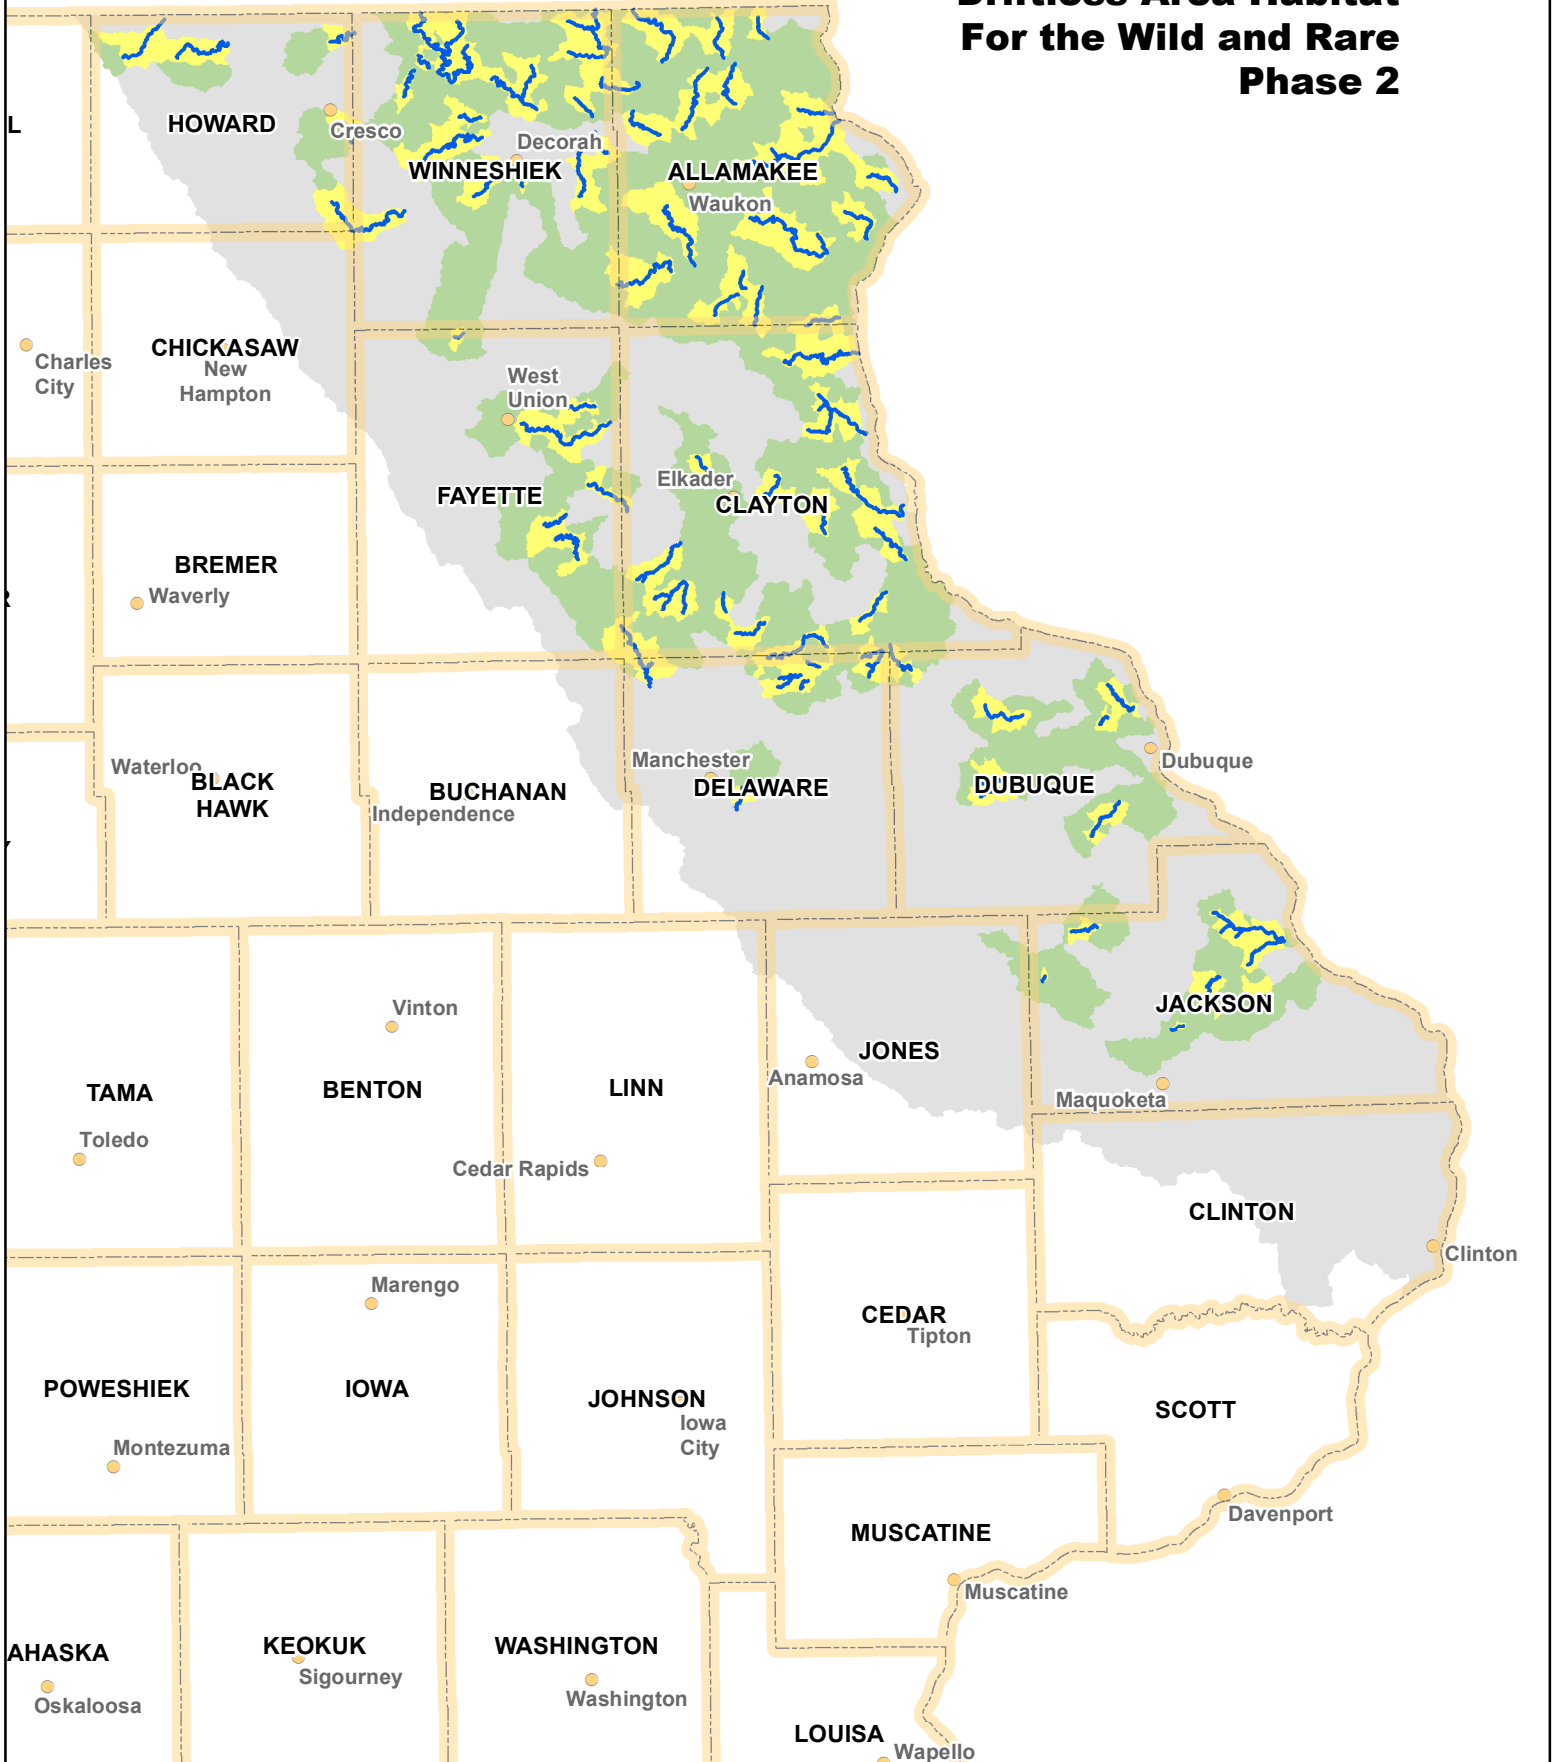 Driftless Area Habitat
For the Wild and Rare
Phase 2
L
HOWARD
Cresco
Decorah
WINNESHIEK
ALLAMAKEE
Waukon
Charles
City
CHICKASAW
New
Hampton
West
Union
FAYETTE
Elkader
CLAYTON
BREMER
Waverly
Waterloo
BLACK
HAWK
BUCHANAN
Independence
Manchester
DELAWARE
DUBUQUE
Dubuque
Vinton
JACKSON
JONES
Anamosa
Maquoketa
TAMA
BENTON
LINN
Toledo
Cedar Rapids
CLINTON
Clinton
Marengo
CEDAR
Tipton
POWESHIEK
IOWA
JOHNSON
Iowa
City
SCOTT
Montezuma
Davenport
MUSCATINE
Muscatine
AHASKA
Oskaloosa
KEOKUK
Sigourney
WASHINGTON
Washington
LOUISA
Wapello